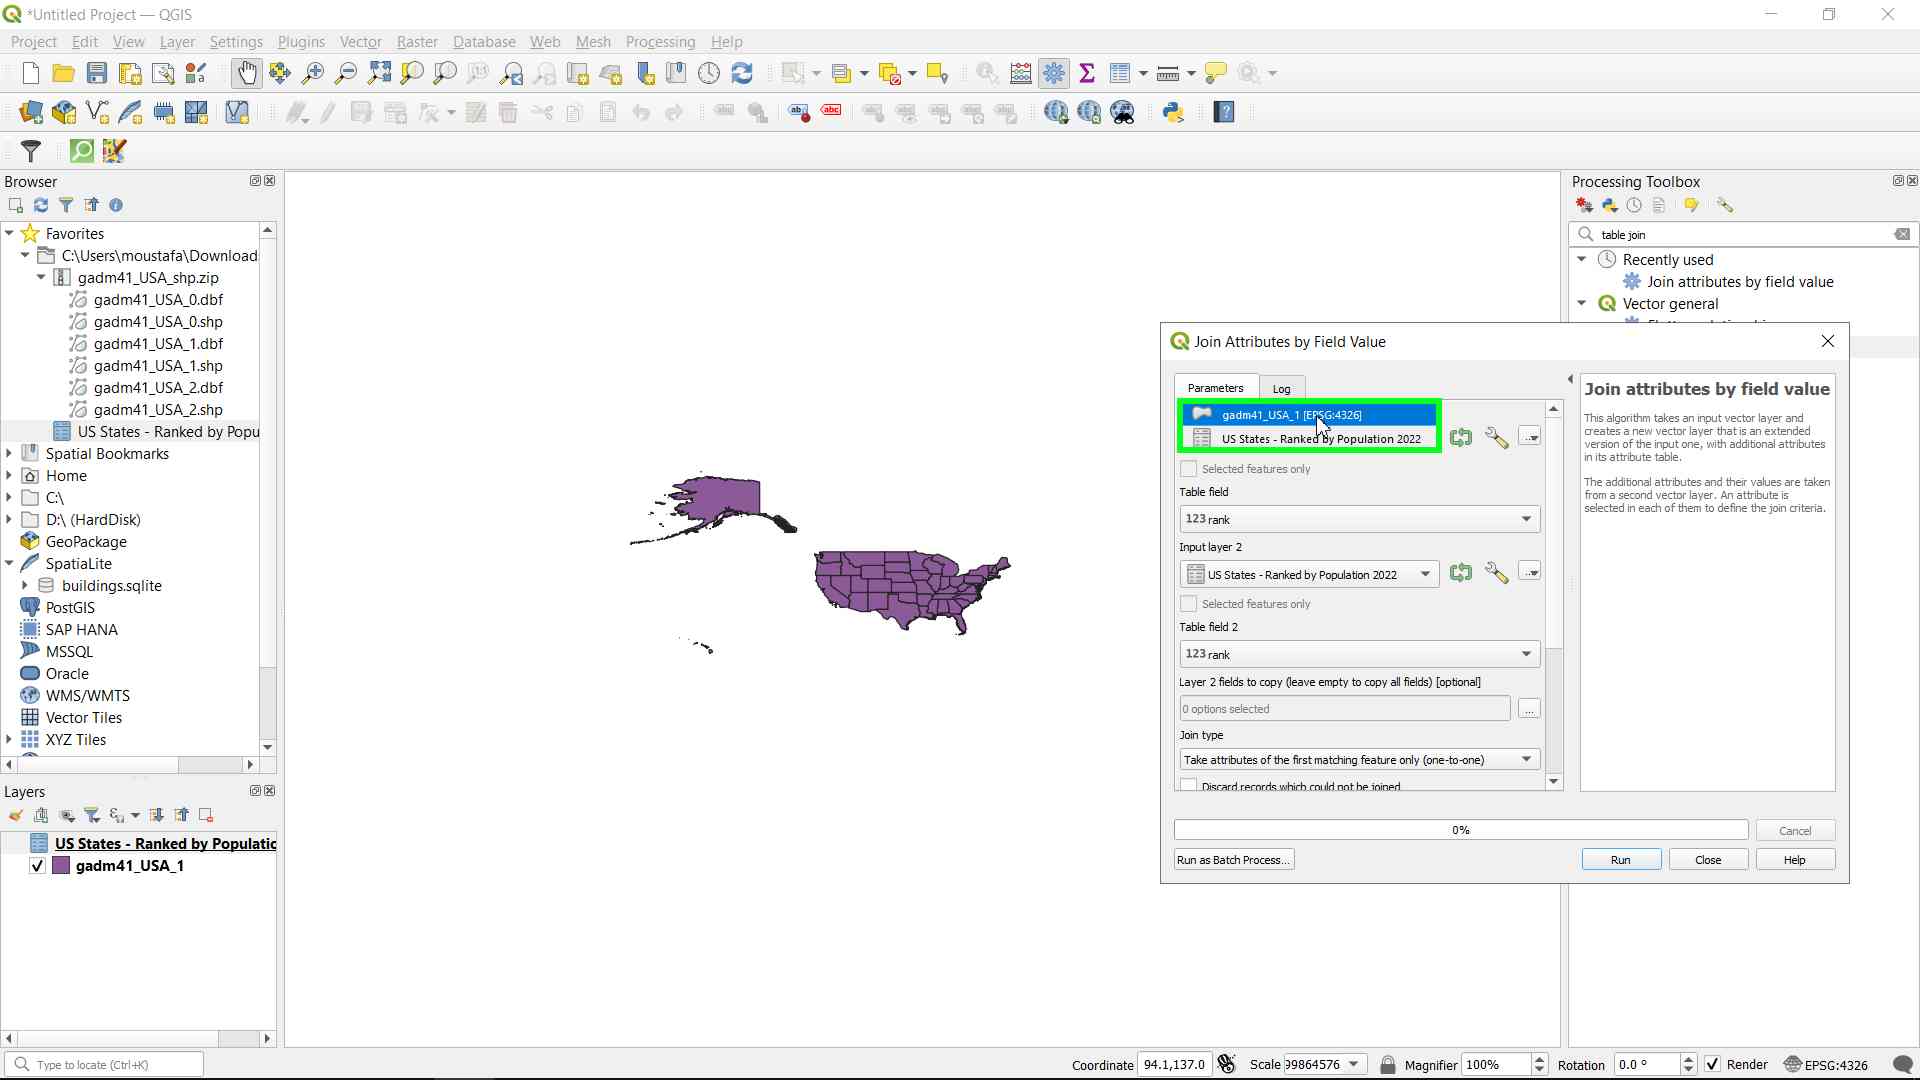 *Untitled Project — QGIS
Project Edit View Layer Settings Plugins Vector Raster Database Web Mesh Processing Help
Browser
Favorites
C:\Users\moustafa\Download
gadm41_USA_shp.zip
gadm41_USA_0.dbf
gadm41_USA_0.shp
gadm41_USA_1.dbf
gadm41_USA_1.shp
gadm41_USA_2.dbf
gadm41_USA_2.shp
US States - Ranked by Popu
Spatial Bookmarks
Home
C:\
D:\ (HardDisk)
GeoPackage
SpatiaLite
buildings.sqlite
PostGIS
SAP HANA
MSSQL
Oracle
WMS/WMTS
Vector Tiles
XYZ Tiles
Layers
US States - Ranked by Populatic
gadm41_USA_1
Processing Toolbox
table join
Recently used
Join attributes by field value
Vector general
Join Attributes by Field Value
Parameters Log
gadm41_USA_1 [EPSG:4326]
US States - Ranked by Population 2022
Selected features only
Table field
123 rank
Input layer 2
US States - Ranked by Population 2022
Selected features only
Table field 2
123 rank
Layer 2 fields to copy (leave empty to copy all fields) [optional]
0 options selected
...
Join type
Take attributes of the first matching feature only (one-to-one)
Discard records which could not be joined
Join attributes by field value
This algorithm takes an input vector layer and
creates a new vector layer that is an extended
version of the input one, with additional attributes
in its attribute table.
The additional attributes and their values are taken
from a second vector layer. An attribute is
selected in each of them to define the join criteria.
0%
Cancel
Run as Batch Process... Run Close Help
Type to locate (Ctrl+K) Coordinate 94.1,137.0 Scale 99864576 Magnifier 100% Rotation 0.0 ° Render EPSG:4326